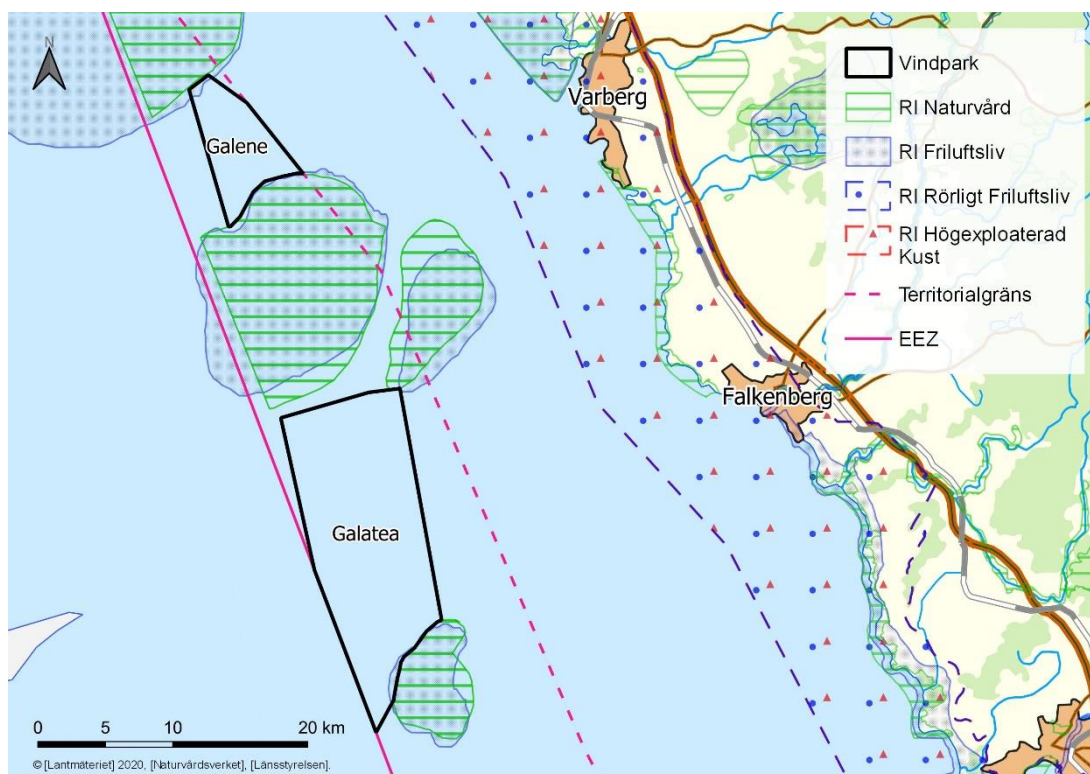 N
Galene
Galatea
Varberg
Falkenberg
Vindpark
RI Naturvård
RI Friluftsliv
RI Rörligt Friluftsliv
RI Högexploaterad
Kust
Territorialgräns
EEZ
0 5 10 20 km
© [Lantmäteriet] 2020, [Naturvårdsverket], [Länsstyrelsen].